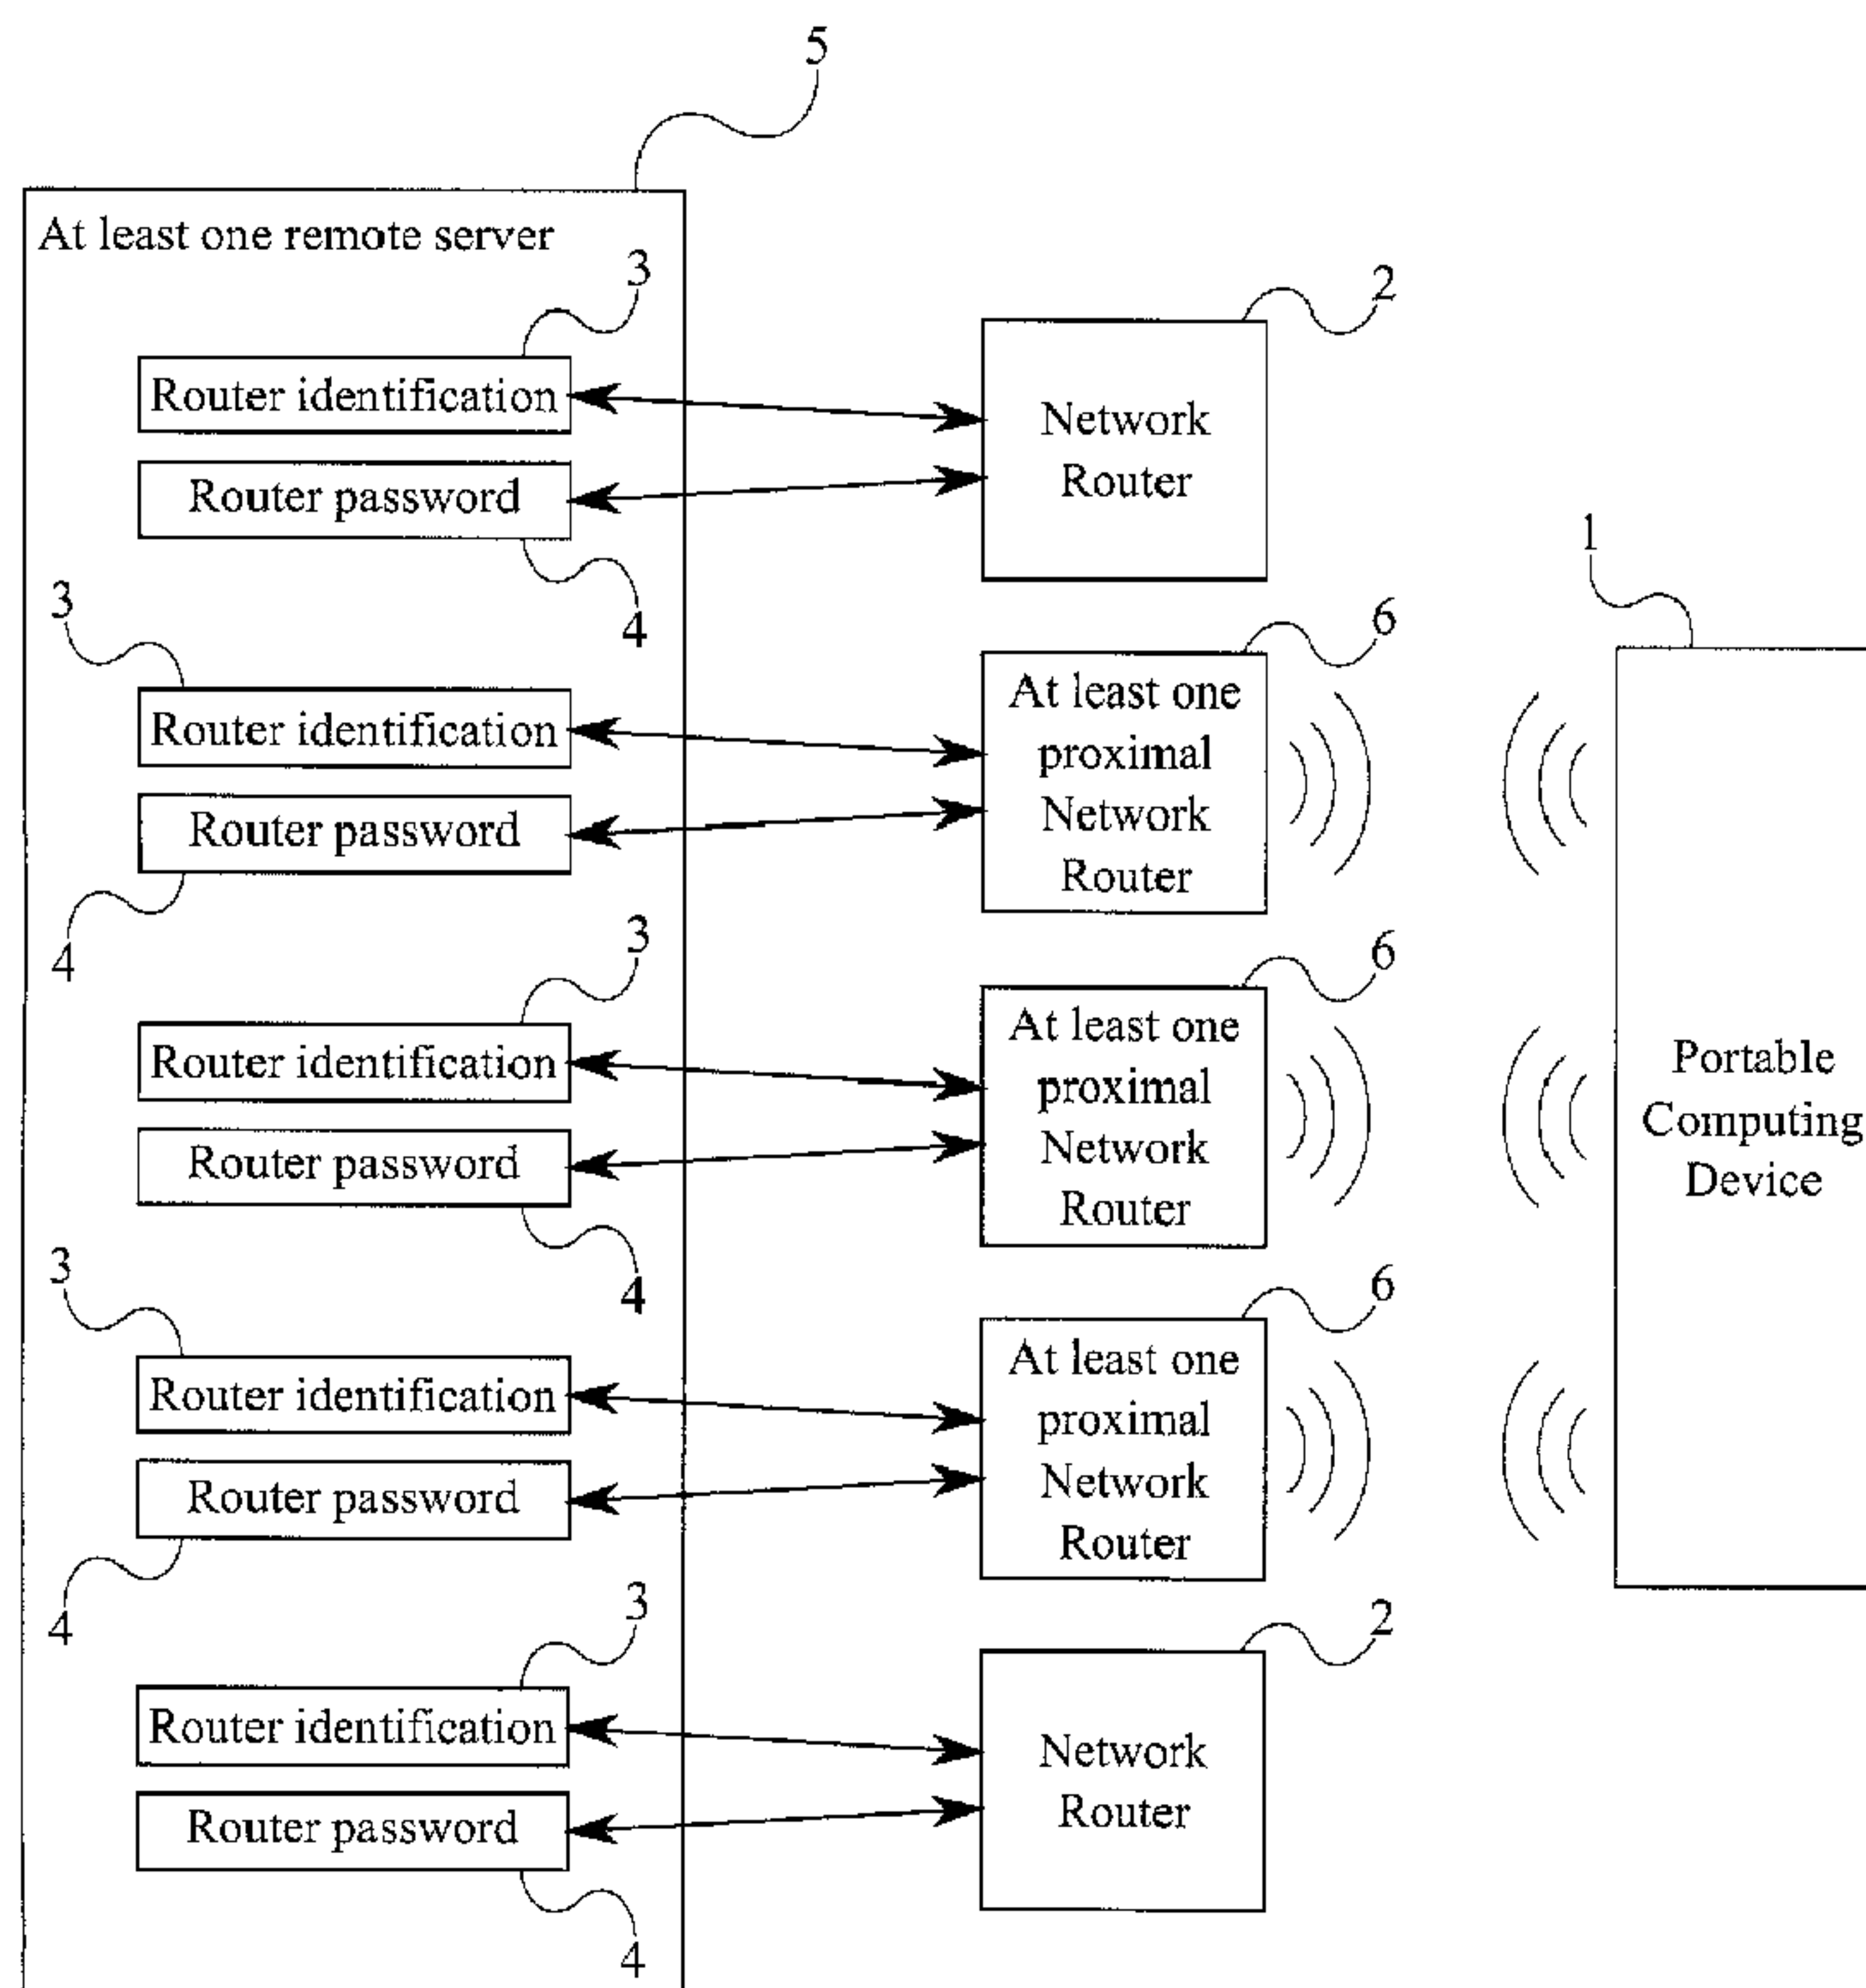 5
At least one remote server
3
2
Router identification
Network
Router
Router password
4
1
3
6
Router identification
At least one
proximal
Network
Router
Router password
4
3
6
Router identification
At least one
proximal
Network
Router
Router password
4
Portable
Computing
Device
3
6
Router identification
At least one
proximal
Network
Router
Router password
4
3
2
Router identification
Network
Router
Router password
4